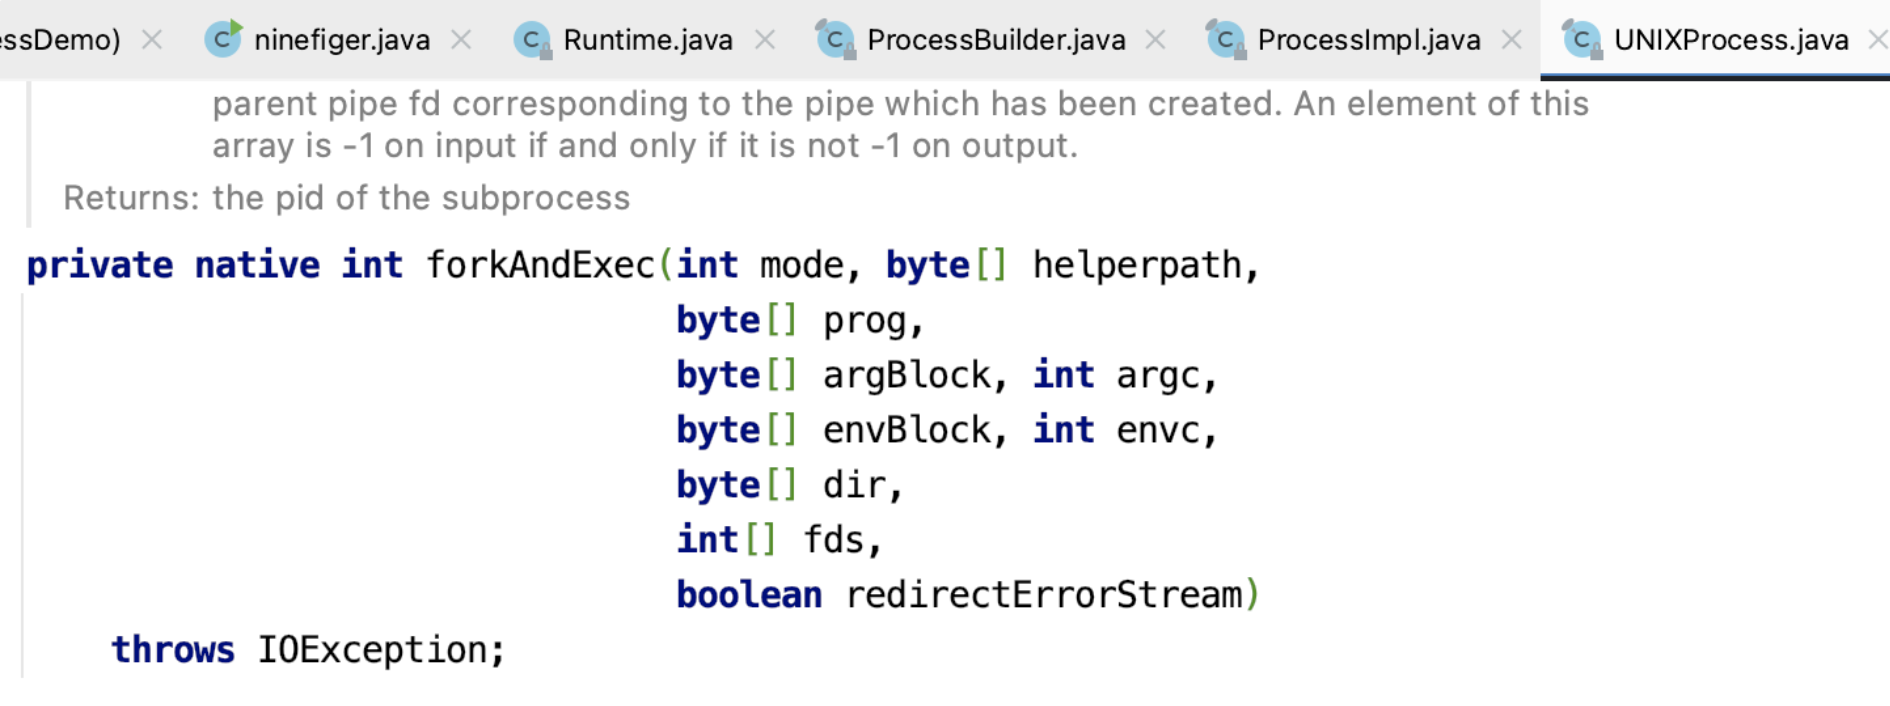 essDemo) ninefiger.java Runtime.java ProcessBuilder.java ProcessImpl.java UNIXProcess.java
parent pipe fd corresponding to the pipe which has been created. An element of this
array is -1 on input if and only if it is not -1 on output.
Returns: the pid of the subprocess
private native int forkAndExec(int mode, byte[] helperpath,
byte[] prog,
byte[] argBlock, int argc,
byte[] envBlock, int envc,
byte[] dir,
int[] fds,
boolean redirectErrorStream)
throws IOException;